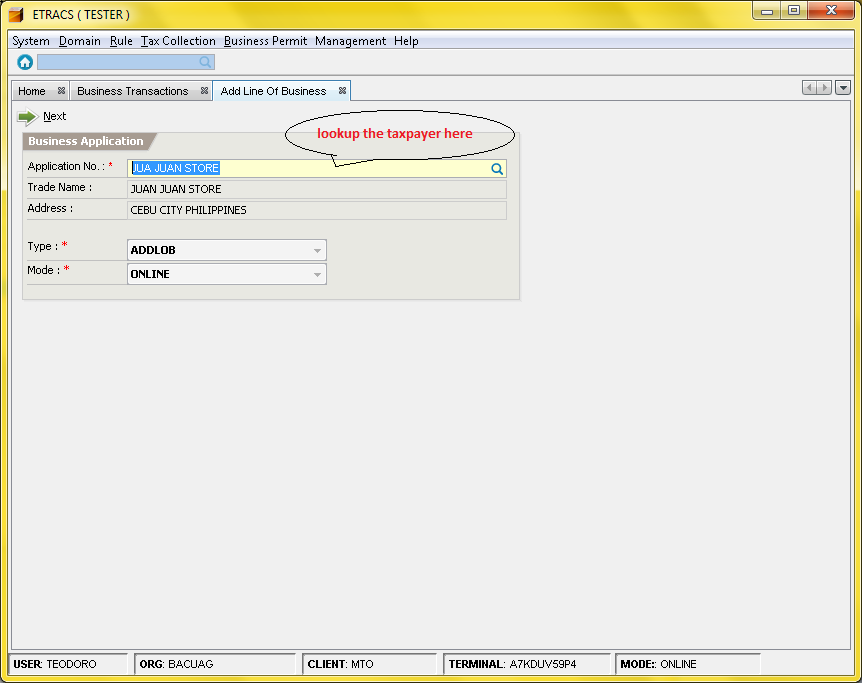 ETRACS ( TESTER )
System Domain Rule Tax Collection Business Permit Management Help
Home Business Transactions Add Line Of Business
Next
lookup the taxpayer here
Business Application
Application No. : * JUA JUAN STORE
Trade Name : JUAN JUAN STORE
Address : CEBU CITY PHILIPPINES
Type : * ADDLOB
Mode : * ONLINE
USER: TEODORO ORG: BACUAG CLIENT: MTO TERMINAL: A7KDUV59P4 MODE:: ONLINE